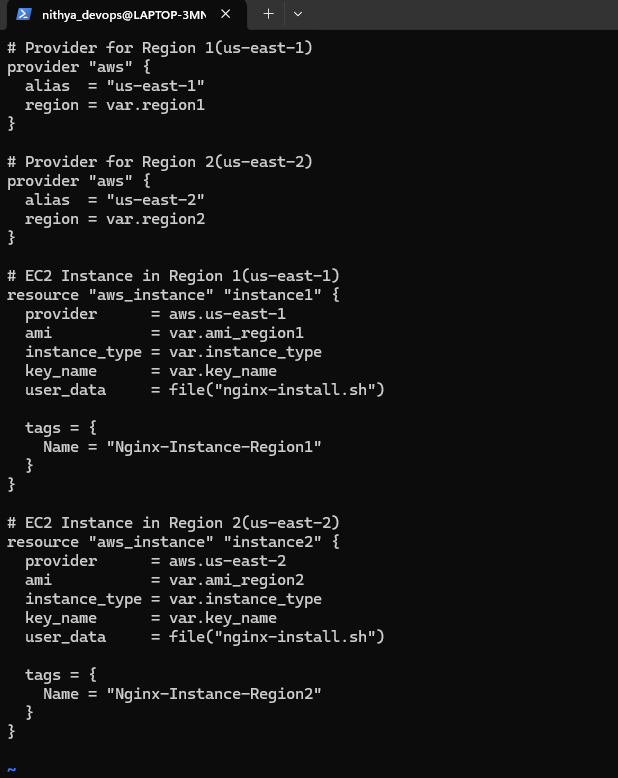 nithya_devops@LAPTOP-3MN
# Provider for Region 1(us-east-1)
provider "aws" {
  alias  = "us-east-1"
  region = var.region1
}

# Provider for Region 2(us-east-2)
provider "aws" {
  alias  = "us-east-2"
  region = var.region2
}

# EC2 Instance in Region 1(us-east-1)
resource "aws_instance" "instance1" {
  provider      = aws.us-east-1
  ami           = var.ami_region1
  instance_type = var.instance_type
  key_name      = var.key_name
  user_data     = file("nginx-install.sh")

  tags = {
    Name = "Nginx-Instance-Region1"
  }
}

# EC2 Instance in Region 2(us-east-2)
resource "aws_instance" "instance2" {
  provider      = aws.us-east-2
  ami           = var.ami_region2
  instance_type = var.instance_type
  key_name      = var.key_name
  user_data     = file("nginx-install.sh")

  tags = {
    Name = "Nginx-Instance-Region2"
  }
}

~